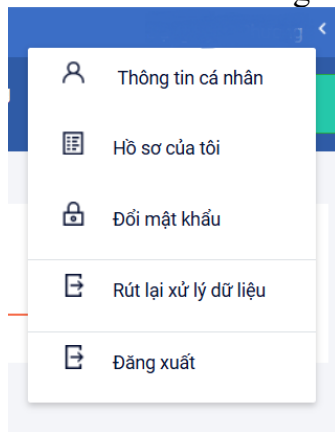 Thông tin cá nhân
Hồ sơ của tôi
Đổi mật khẩu
Rút lại xử lý dữ liệu
Đăng xuất